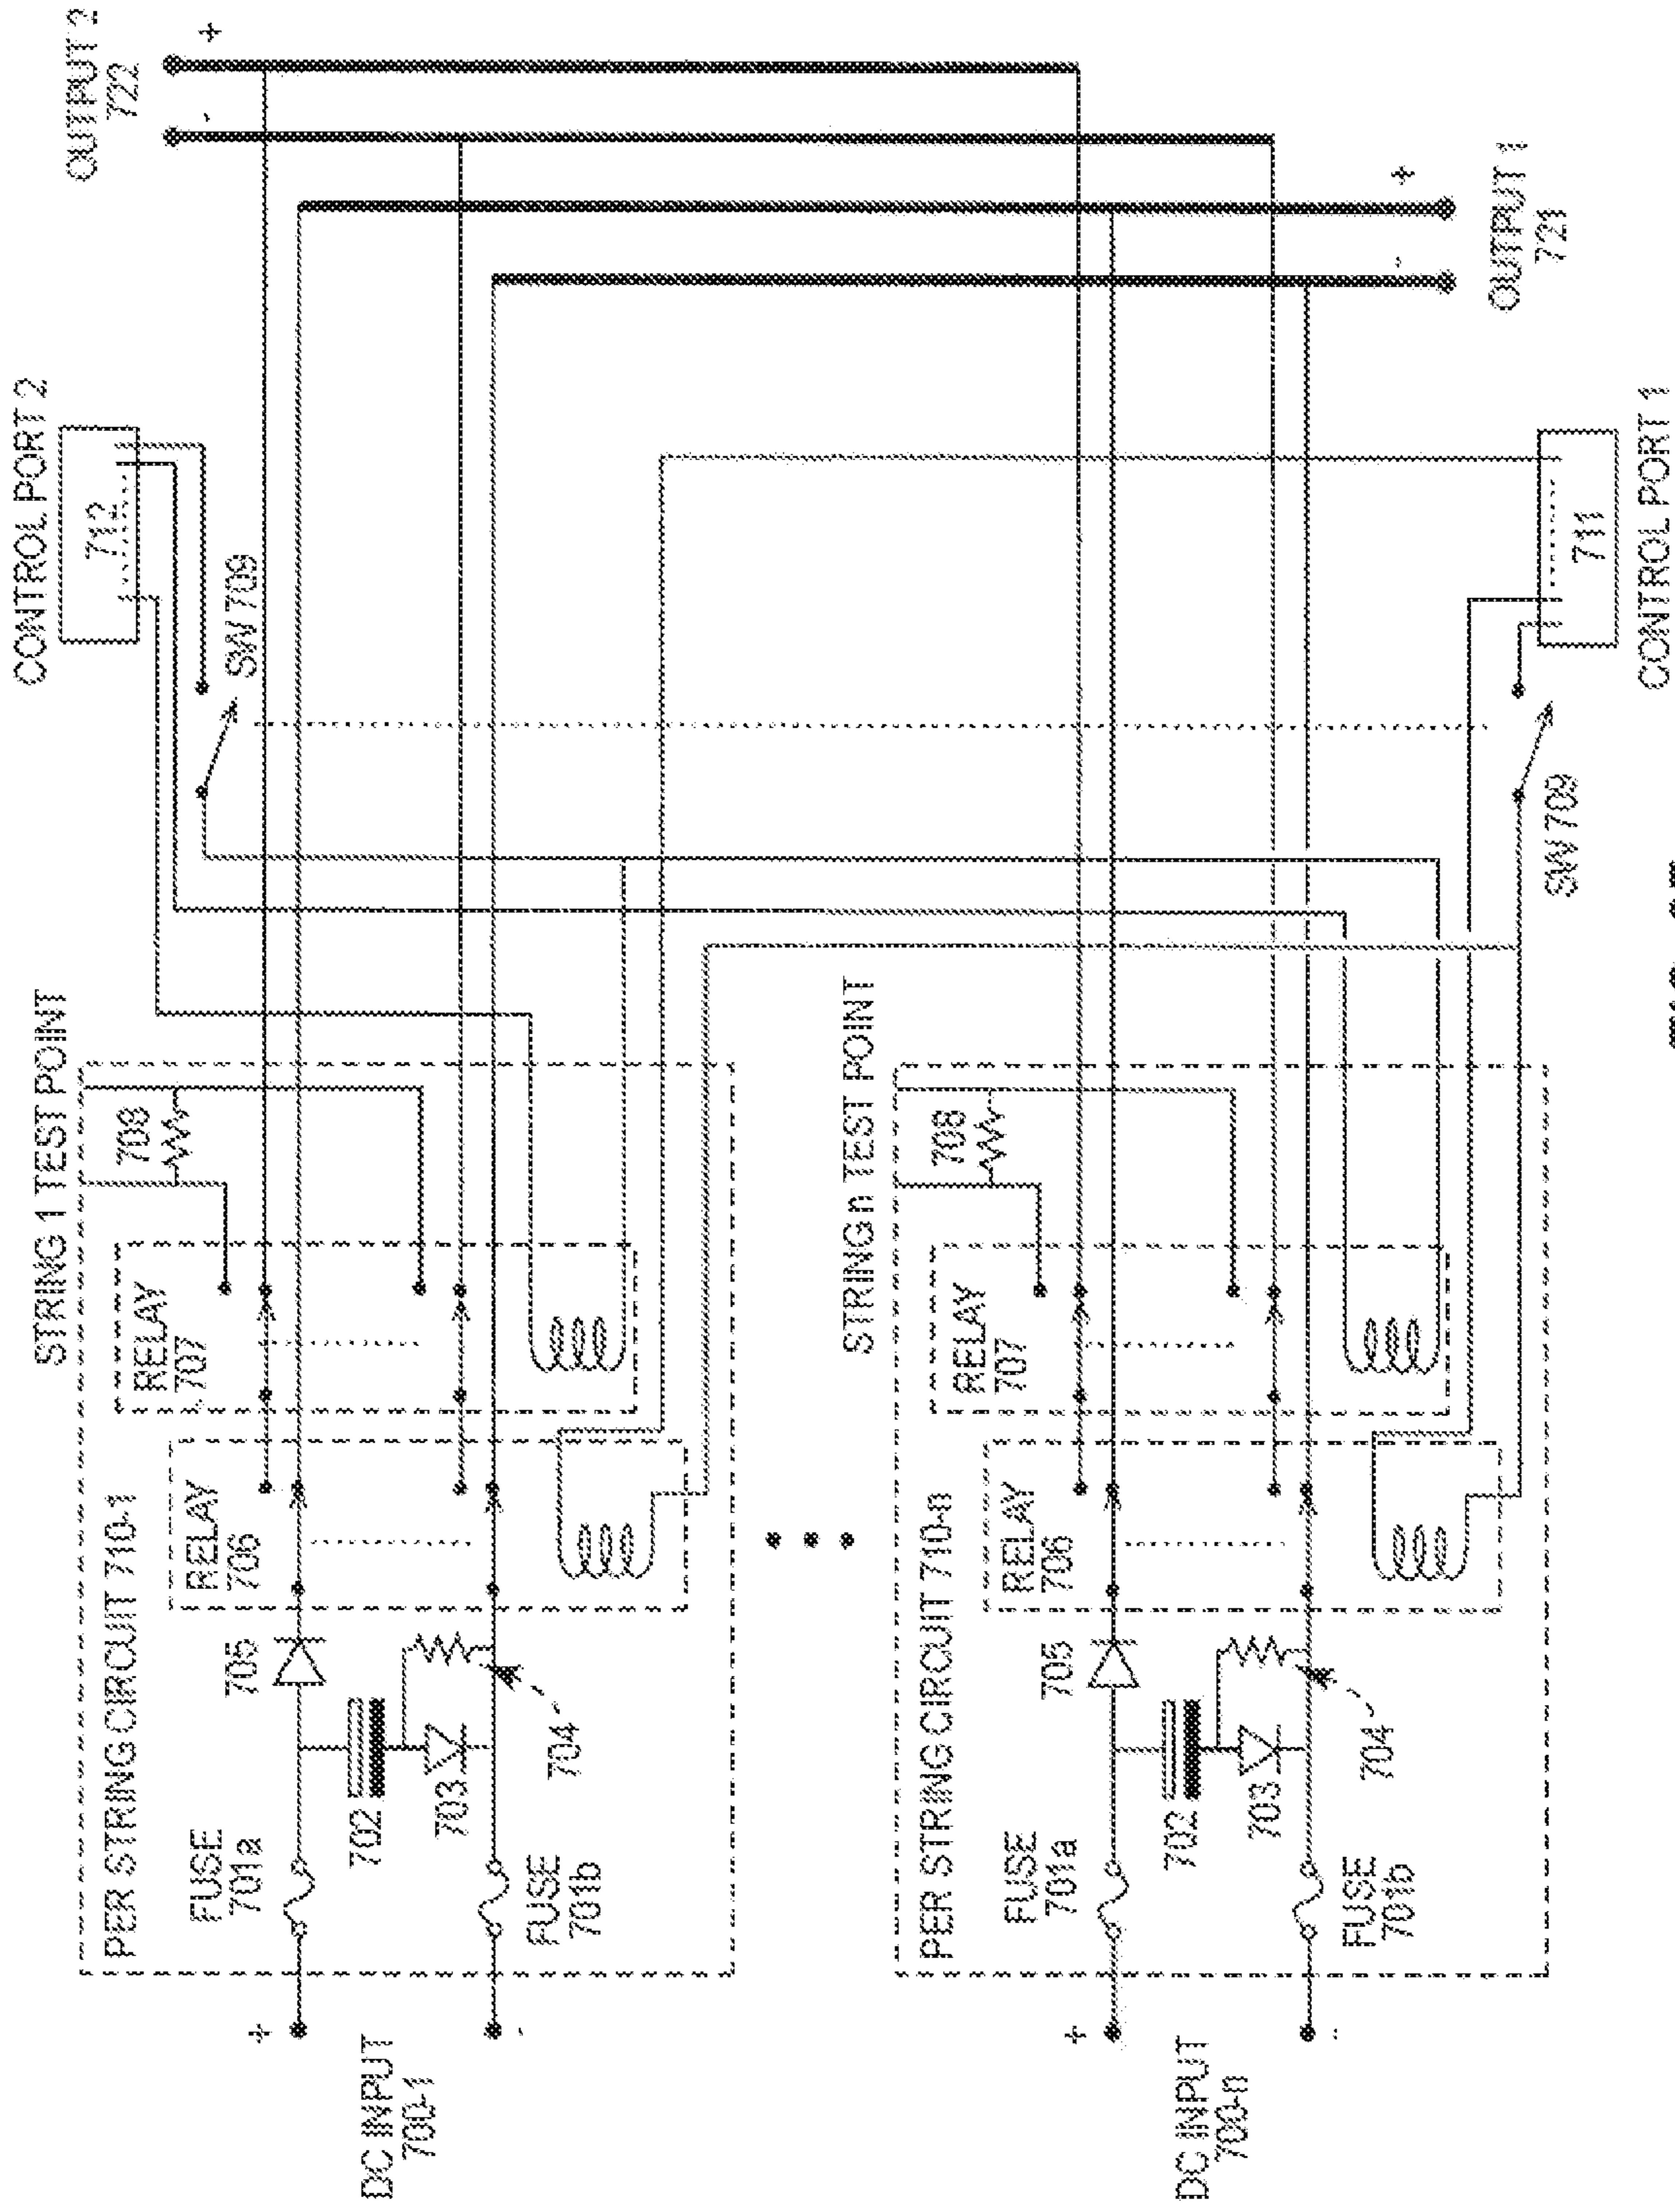 OUTPUT 2
722
+
-
CONTROL PORT 2
712
SW 709
STRING 1 TEST POINT
PER STRING CIRCUIT 710-1
708
RELAY
707
RELAY
706
705
704
703
702
FUSE
701a
FUSE
701b
+
-
DC INPUT
700-1
STRING n TEST POINT
PER STRING CIRCUIT 710-n
708
RELAY
707
RELAY
706
705
704
703
702
FUSE
701a
FUSE
701b
+
-
DC INPUT
700-n
SW 709
711
CONTROL PORT 1
+
-
OUTPUT 1
721